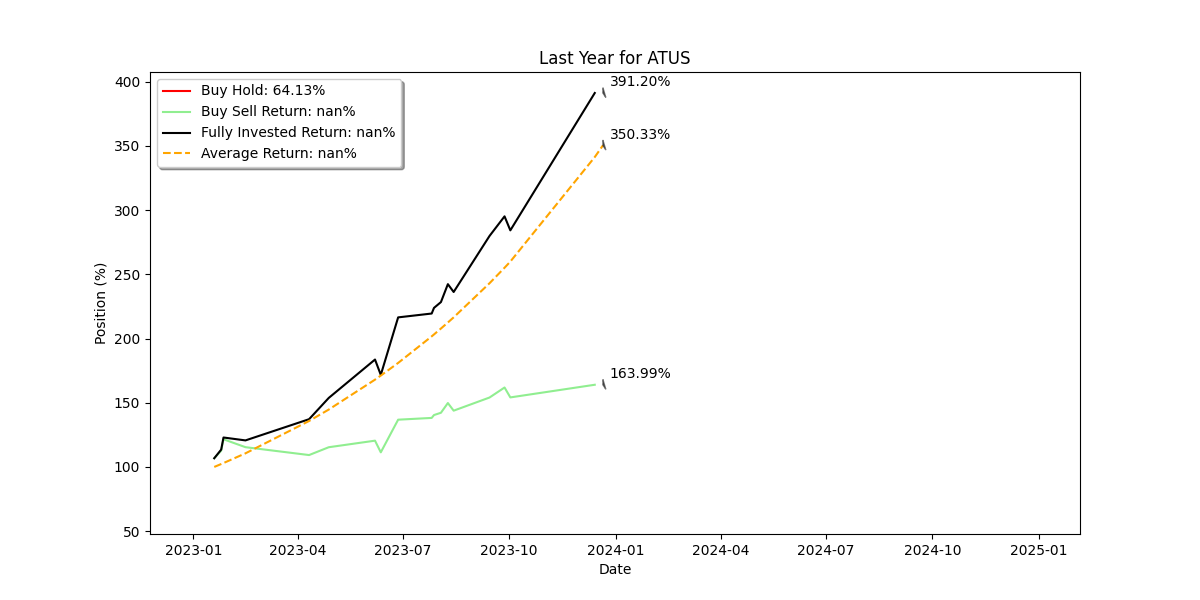 Last Year for ATUS
Buy Hold: 64.13%
Buy Sell Return: nan%
Fully Invested Return: nan%
Average Return: nan%
391.20%
350.33%
163.99%
Position (%)
400
350
300
250
200
150
100
50
2023-01
2023-04
2023-07
2023-10
2024-01
2024-04
2024-07
2024-10
2025-01
Date